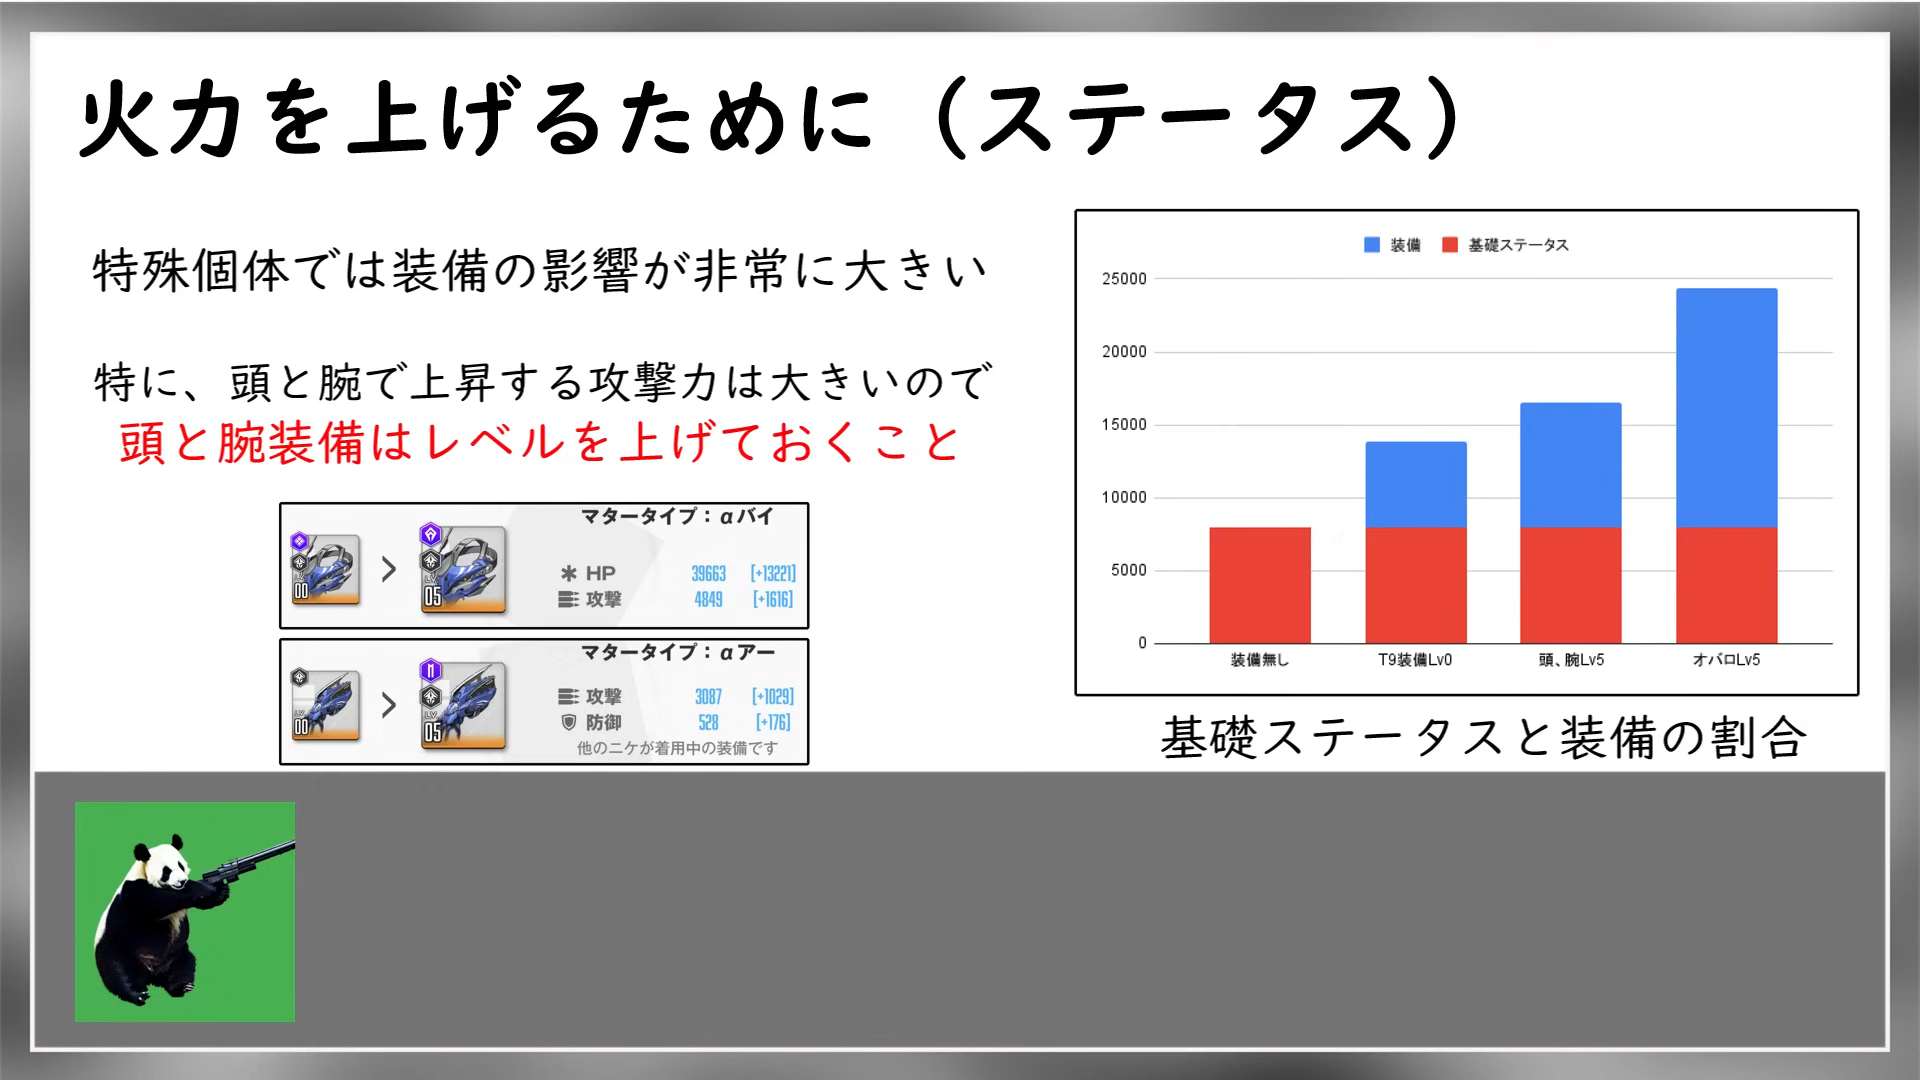 火力を上げるために（ステータス）
特殊個体では装備の影響が非常に大きい
特に、頭と腕で上昇する攻撃力は大きいので
頭と腕装備はレベルを上げておくこと
マタータイプ：αバイ
LV
00
>
LV
05
HP 39663 [+13221]
攻撃 4849 [+1616]
マタータイプ：αアー
LV
00
>
LV
05
攻撃 3087 [+1029]
防御 528 [+176]
他のニケが着用中の装備です
装備 基礎ステータス
25000
20000
15000
10000
5000
0
装備無し T9装備Lv0 頭、腕Lv5 オバロLv5
基礎ステータスと装備の割合